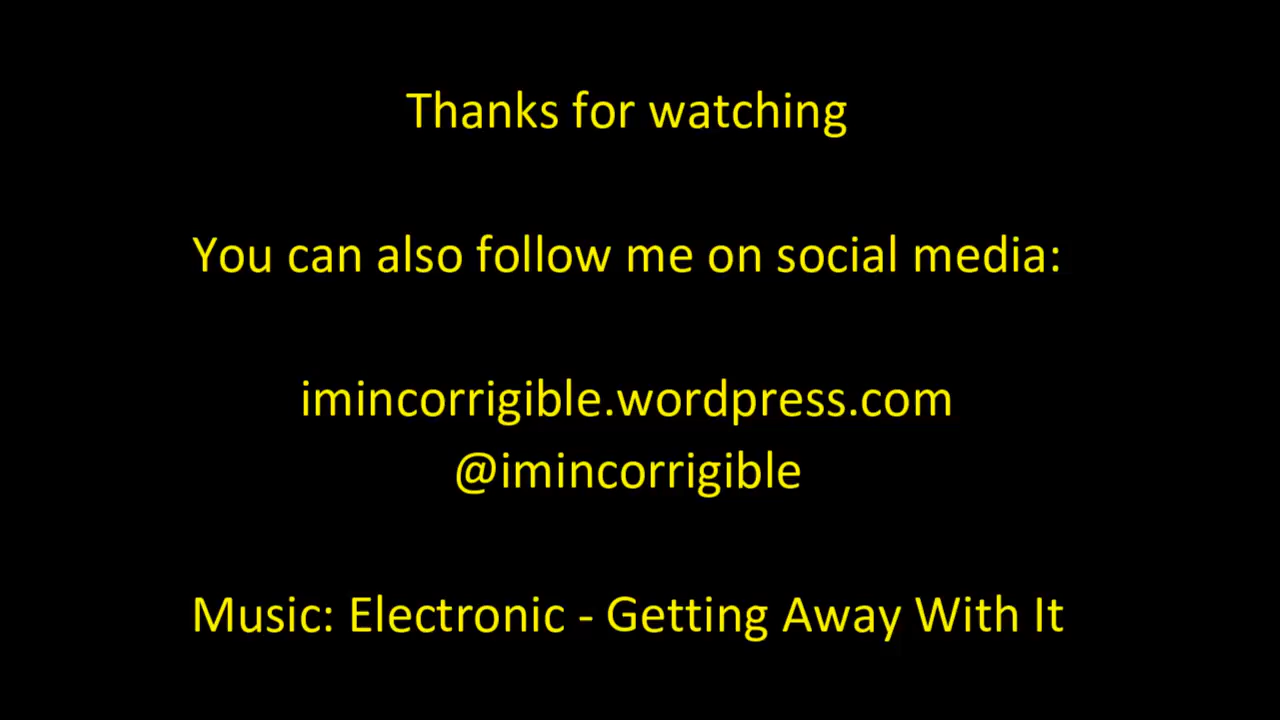 Thanks for watching
You can also follow me on social media:
imincorrigible.wordpress.com
@imincorrigible
Music: Electronic - Getting Away With It